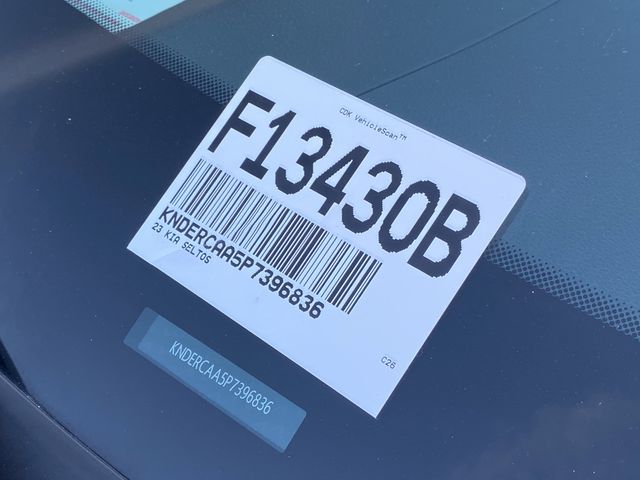 CDK VehicleScan™
F13430B
KNDERCAA5P7396836
23 KIA SELTOS
C26
KNDERCAA5P7396836